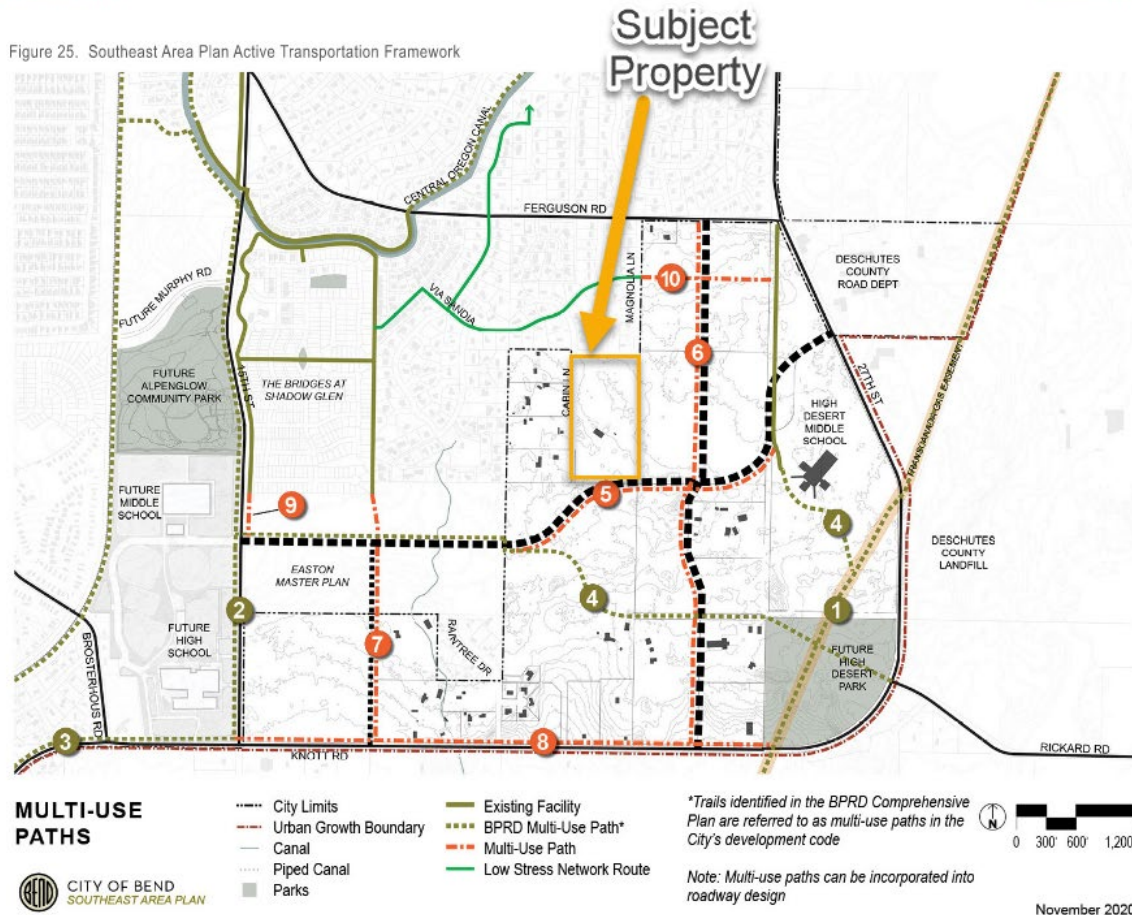 Subject
Property
Figure 25. Southeast Area Plan Active Transportation Framework
CENTRAL OREGON CANAL
FERGUSON RD
FUTURE MURPHY RD
MAGNOLIA LN
10
DESCHUTES
COUNTY
ROAD DEPT
VIA SANDIA
6
FUTURE
ALPENGLOW
COMMUNITY PARK
15TH ST
THE BRIDGES AT
SHADOW GLEN
CABIN LN
27TH ST
TRANSCANADA GAS EASEMENT
HIGH
DESERT
MIDDLE
SCHOOL
FUTURE
MIDDLE
SCHOOL
9
5
4
DESCHUTES
COUNTY
LANDFILL
EASTON
MASTER PLAN
4
2
1
BROSTERHOUS RD
FUTURE
HIGH
SCHOOL
7
RAINTREE DR
FUTURE
HIGH
DESERT
PARK
3
8
KNOTT RD
RICKARD RD
MULTI-USE
PATHS
BEND
CITY OF BEND
SOUTHEAST AREA PLAN
City Limits
Urban Growth Boundary
Canal
Piped Canal
Parks
Existing Facility
BPRD Multi-Use Path*
Multi-Use Path
Low Stress Network Route
*Trails identified in the BPRD Comprehensive
Plan are referred to as multi-use paths in the
City's development code
Note: Multi-use paths can be incorporated into
roadway design
N
0 300' 600' 1,200'
November 2020